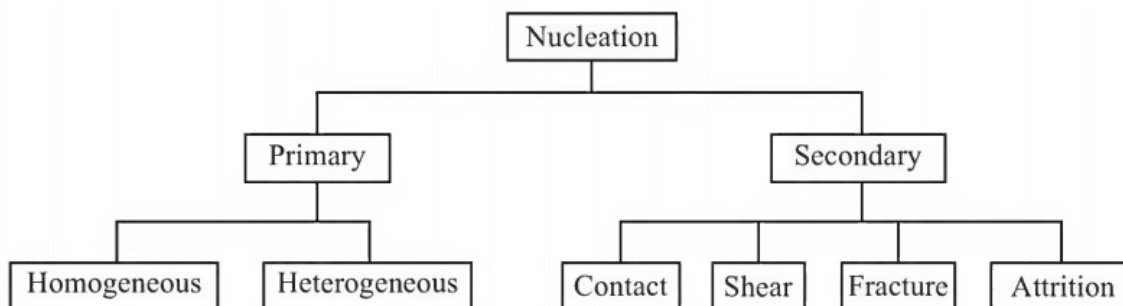 Nucleation
Primary
Secondary
Homogeneous
Heterogeneous
Contact
Shear
Fracture
Attrition